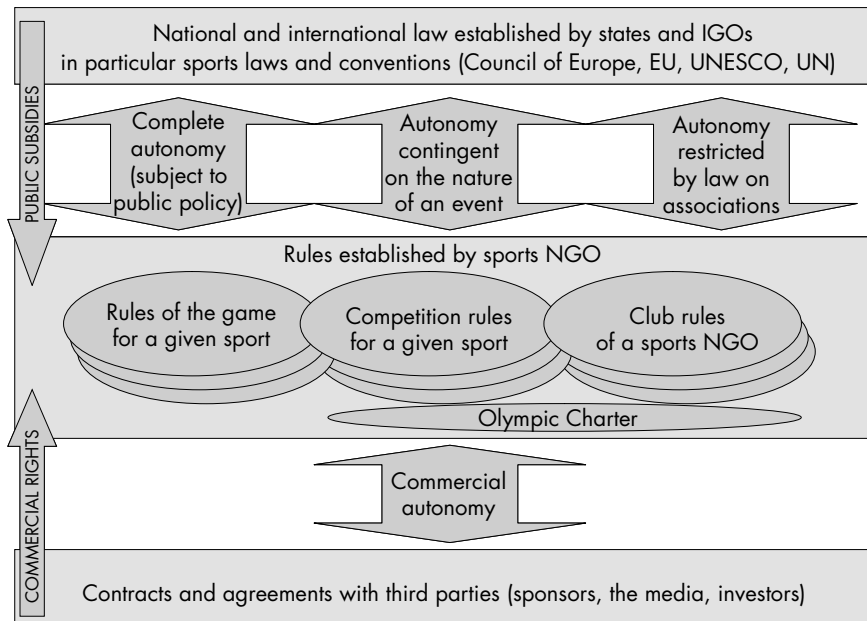 National and international law established by states and IGOs
in particular sports laws and conventions (Council of Europe, EU, UNESCO, UN)
PUBLIC SUBSIDIES
Complete
autonomy
(subject to
public policy)
Autonomy
contingent
on the nature
of an event
Autonomy
restricted
by law on
associations
Rules established by sports NGO
Rules of the game
for a given sport
Competition rules
for a given sport
Club rules
of a sports NGO
Olympic Charter
COMMERCIAL RIGHTS
Commercial
autonomy
Contracts and agreements with third parties (sponsors, the media, investors)